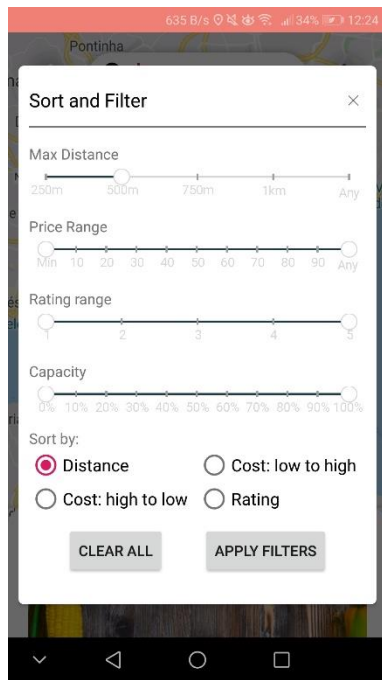 635 B/s 34% 12:24
Pontinha
Sort and Filter
Max Distance
250m 500m 750m 1km Any
Price Range
Min 10 20 30 40 50 60 70 80 90 Any
Rating range
1 2 3 4 5
Capacity
0% 10% 20% 30% 40% 50% 60% 70% 80% 90% 100%
Sort by:
Distance Cost: low to high
Cost: high to low Rating
CLEAR ALL APPLY FILTERS